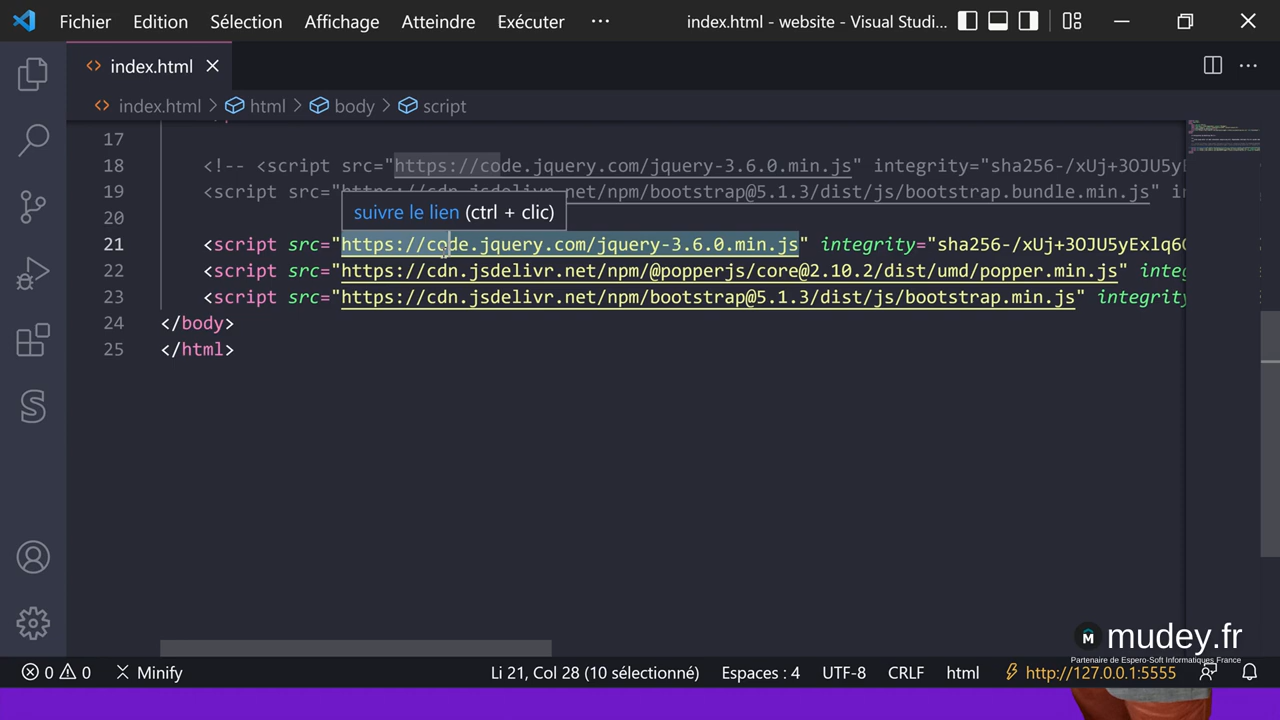 Fichier Edition Sélection Affichage Atteindre Exécuter ··· index.html - website - Visual Studi...
index.html
index.html > html > body > script
17
18 <!-- <script src="https://code.jquery.com/jquery-3.6.0.min.js" integrity="sha256-/xUj+3OJU5yE
19 <script src="https://cdn.jsdelivr.net/npm/bootstrap@5.1.3/dist/js/bootstrap.bundle.min.js" in
20
suivre le lien (ctrl + clic)
21 <script src="https://code.jquery.com/jquery-3.6.0.min.js" integrity="sha256-/xUj+3OJU5yExlq6G
22 <script src="https://cdn.jsdelivr.net/npm/@popperjs/core@2.10.2/dist/umd/popper.min.js" integ
23 <script src="https://cdn.jsdelivr.net/npm/bootstrap@5.1.3/dist/js/bootstrap.min.js" integrity
24 </body>
25 </html>
mudey.fr
Partenaire de Espero-Soft Informatiques France
0 0 Minify Li 21, Col 28 (10 sélectionné) Espaces : 4 UTF-8 CRLF html http://127.0.0.1:5555